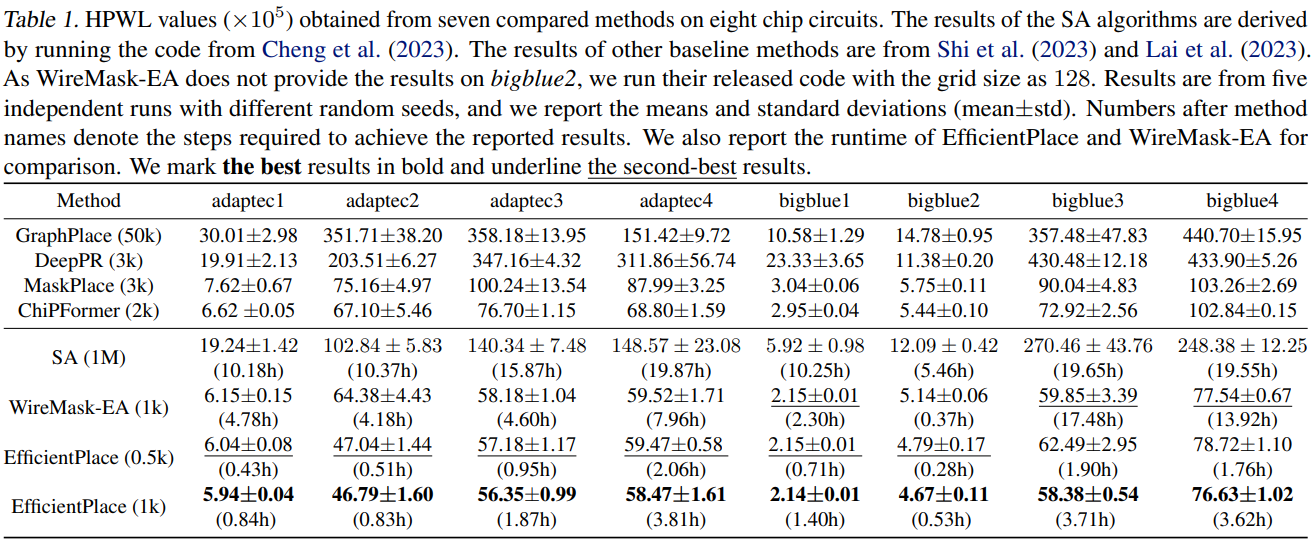 Table 1. HPWL values (×10⁵) obtained from seven compared methods on eight chip circuits. The results of the SA algorithms are derived
by running the code from Cheng et al. (2023). The results of other baseline methods are from Shi et al. (2023) and Lai et al. (2023).
As WireMask-EA does not provide the results on bigblue2, we run their released code with the grid size as 128. Results are from five
independent runs with different random seeds, and we report the means and standard deviations (mean±std). Numbers after method
names denote the steps required to achieve the reported results. We also report the runtime of EfficientPlace and WireMask-EA for
comparison. We mark the best results in bold and underline the second-best results.
Method adaptec1 adaptec2 adaptec3 adaptec4 bigblue1 bigblue2 bigblue3 bigblue4
GraphPlace (50k) 30.01±2.98 351.71±38.20 358.18±13.95 151.42±9.72 10.58±1.29 14.78±0.95 357.48±47.83 440.70±15.95
DeepPR (3k) 19.91±2.13 203.51±6.27 347.16±4.32 311.86±56.74 23.33±3.65 11.38±0.20 430.48±12.18 433.90±5.26
MaskPlace (3k) 7.62±0.67 75.16±4.97 100.24±13.54 87.99±3.25 3.04±0.06 5.75±0.11 90.04±4.83 103.26±2.69
ChiPFormer (2k) 6.62 ±0.05 67.10±5.46 76.70±1.15 68.80±1.59 2.95±0.04 5.44±0.10 72.92±2.56 102.84±0.15
SA (1M) 19.24±1.42 102.84 ± 5.83 140.34 ± 7.48 148.57 ± 23.08 5.92 ± 0.98 12.09 ± 0.42 270.46 ± 43.76 248.38 ± 12.25
(10.18h) (10.37h) (15.87h) (19.87h) (10.25h) (5.46h) (19.65h) (19.55h)
WireMask-EA (1k) 6.15±0.15 64.38±4.43 58.18±1.04 59.52±1.71 2.15±0.01 5.14±0.06 59.85±3.39 77.54±0.67
(4.78h) (4.18h) (4.60h) (7.96h) (2.30h) (0.37h) (17.48h) (13.92h)
EfficientPlace (0.5k) 6.04±0.08 47.04±1.44 57.18±1.17 59.47±0.58 2.15±0.01 4.79±0.17 62.49±2.95 78.72±1.10
(0.43h) (0.51h) (0.95h) (2.06h) (0.71h) (0.28h) (1.90h) (1.76h)
EfficientPlace (1k) 5.94±0.04 46.79±1.60 56.35±0.99 58.47±1.61 2.14±0.01 4.67±0.11 58.38±0.54 76.63±1.02
(0.84h) (0.83h) (1.87h) (3.81h) (1.40h) (0.53h) (3.71h) (3.62h)